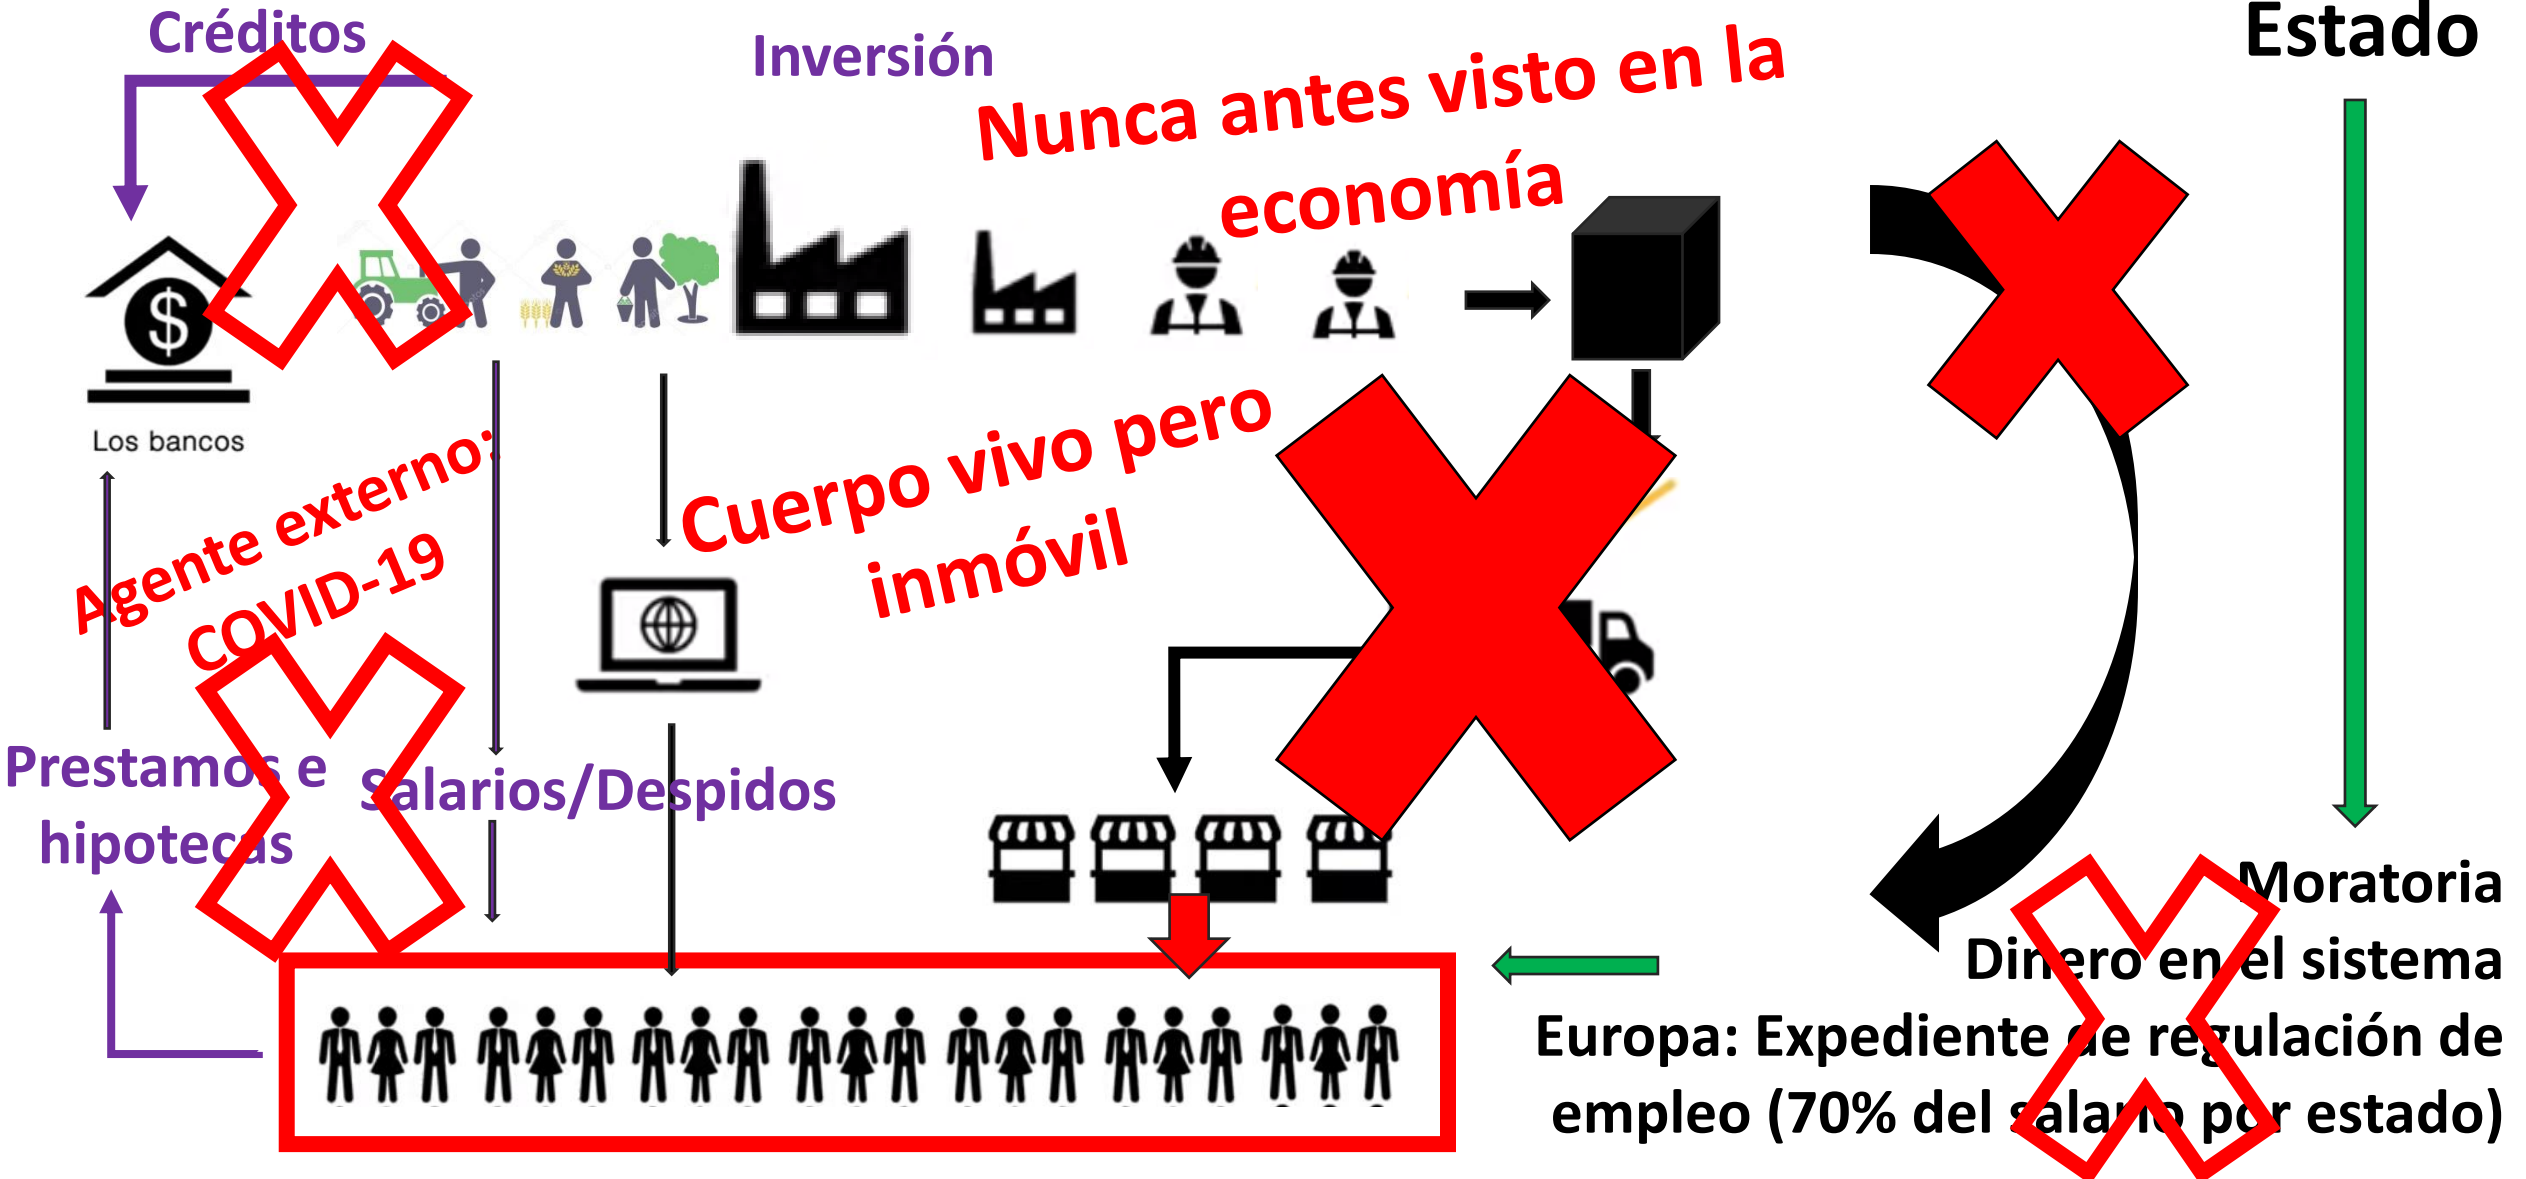 Créditos
Inversión
Estado
Nunca antes visto en la
economía
$
Los bancos
Agente externo:
COVID-19
Cuerpo vivo pero
inmóvil
Prestamos e
hipotecas
Salarios/Despidos
Moratoria
Dinero en el sistema
Europa: Expediente de regulación de
empleo (70% del salario por estado)